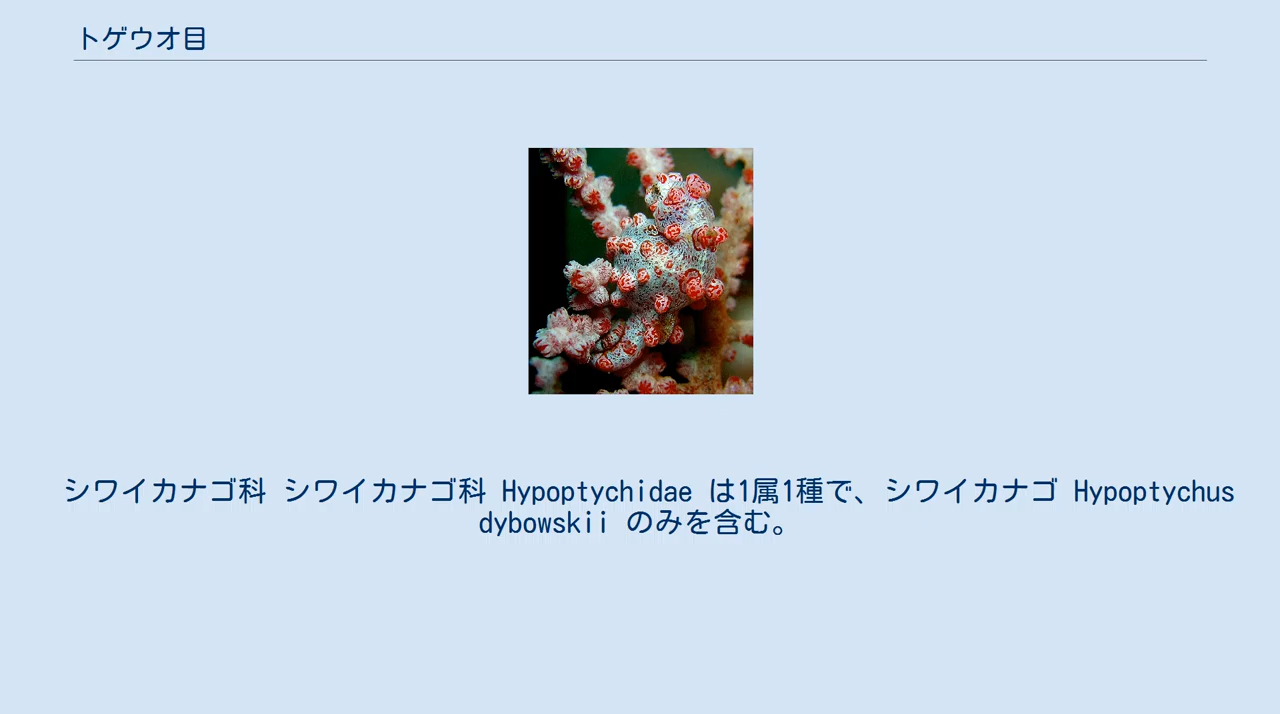 トゲウオ目
シワイカナゴ科 シワイカナゴ科 Hypoptychidae は1属1種で、シワイカナゴ Hypoptychus
dybowskii のみを含む。